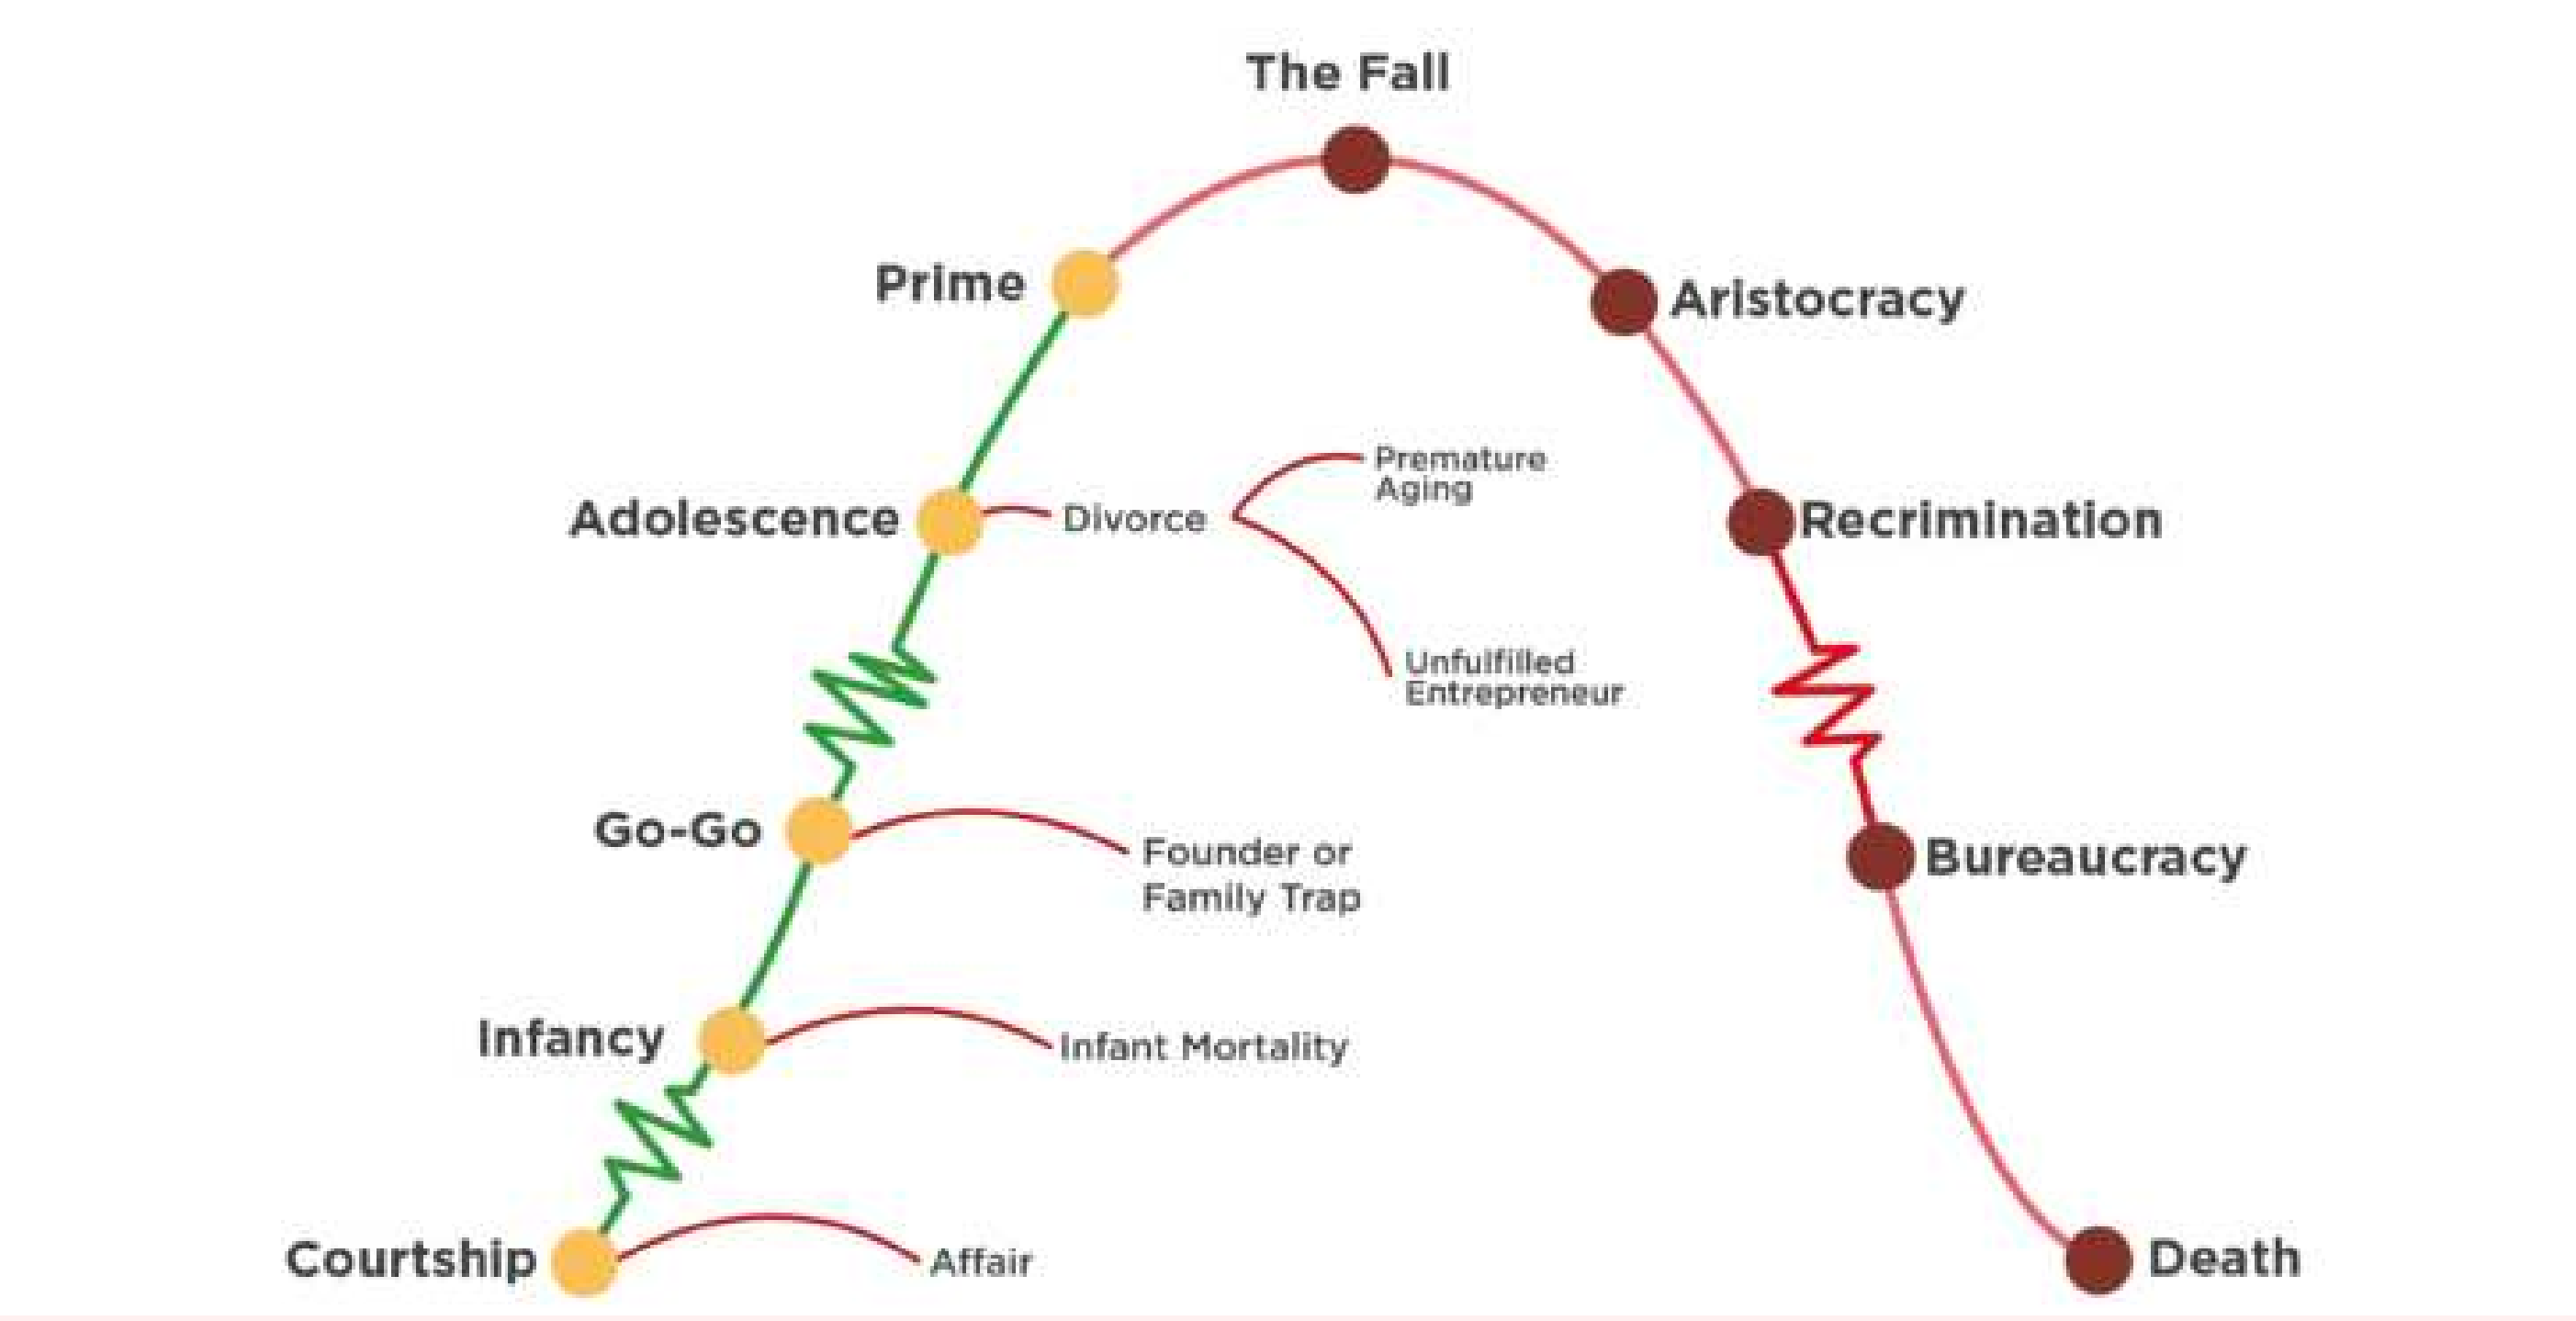 The Fall
Prime
Aristocracy
Premature
Aging
Adolescence
Divorce
Recrimination
Unfulfilled
Entrepreneur
Go-Go
Founder or
Family Trap
Bureaucracy
Infancy
Infant Mortality
Courtship
Affair
Death